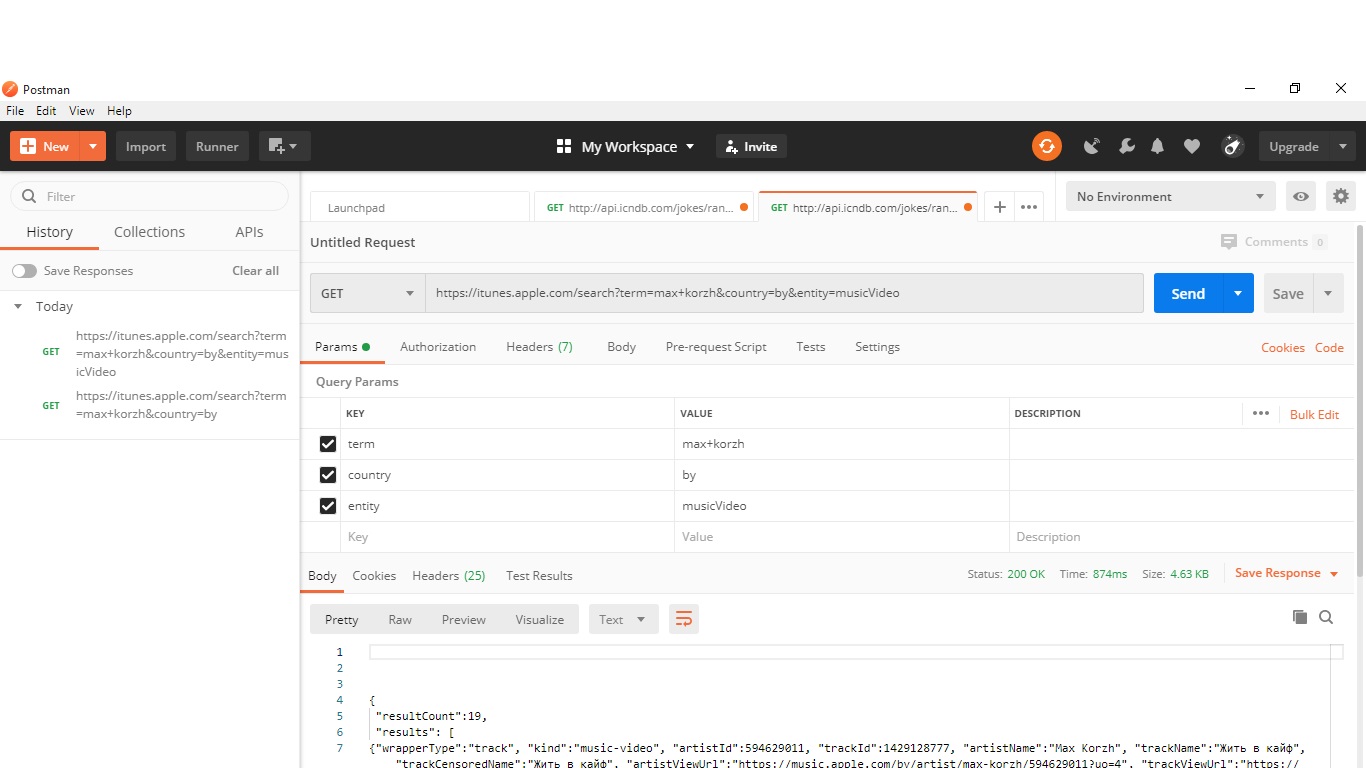 Postman
File Edit View Help
New Import Runner My Workspace Invite Upgrade
Filter
History Collections APIs
Save Responses Clear all
Today
GET https://itunes.apple.com/search?term
=max+korzh&country=by&entity=mus
icVideo
GET https://itunes.apple.com/search?term
=max+korzh&country=by
Launchpad GET http://api.icndb.com/jokes/ran... GET http://api.icndb.com/jokes/ran... No Environment
Untitled Request Comments 0
GET https://itunes.apple.com/search?term=max+korzh&country=by&entity=musicVideo Send Save
Params Authorization Headers (7) Body Pre-request Script Tests Settings Cookies Code
Query Params
KEY VALUE DESCRIPTION Bulk Edit
term max+korzh
country by
entity musicVideo
Key Value Description
Body Cookies Headers (25) Test Results Status: 200 OK Time: 874ms Size: 4.63 KB Save Response
Pretty Raw Preview Visualize Text
1
2
3
4 {
5 "resultCount":19,
6 "results": [
7 {"wrapperType":"track", "kind":"music-video", "artistId":594629011, "trackId":1429128777, "artistName":"Max Korzh", "trackName":"Жить в кайф",
"trackCensoredName":"Жить в кайф", "artistViewUrl":"https://music.apple.com/by/artist/max-korzh/594629011?uo=4", "trackViewUrl":"https://